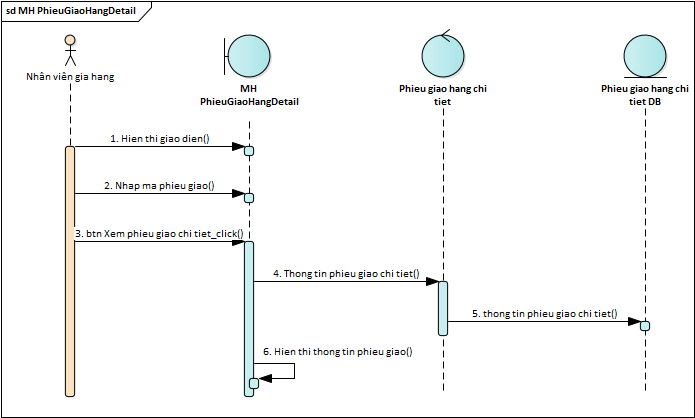 sd MH PhieuGiaoHangDetail
Nhân viên gia hang
MH
PhieuGiaoHangDetail
Phieu giao hang chi
tiet
Phieu giao hang chi
tiet DB
1. Hien thi giao dien()
2. Nhap ma phieu giao()
3. btn Xem phieu giao chi tiet_click()
4. Thong tin phieu giao chi tiet()
5. thong tin phieu giao chi tiet()
6. Hien thi thong tin phieu giao()